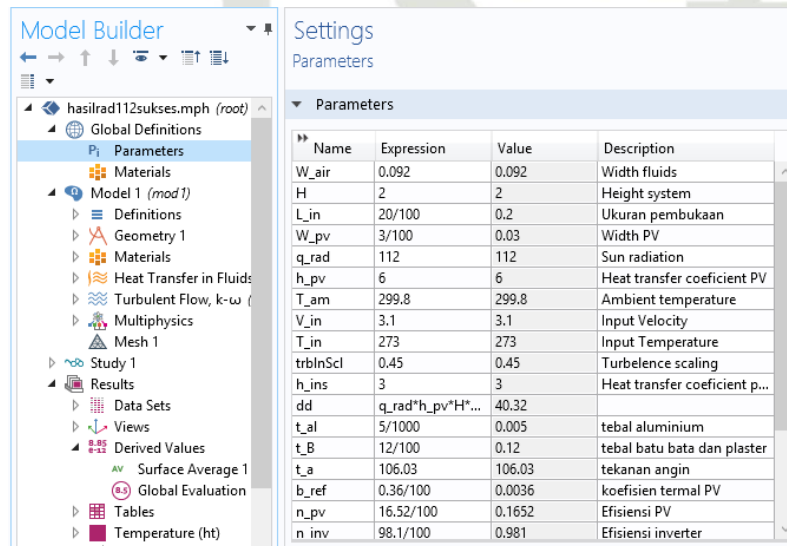 Model Builder
hasilrad112sukses.mph (root)
Global Definitions
Pi Parameters
Materials
Model 1 (mod1)
Definitions
Geometry 1
Materials
Heat Transfer in Fluids
Turbulent Flow, k-ω (
Multiphysics
Mesh 1
Study 1
Results
Data Sets
Views
8.85 e-12 Derived Values
AV Surface Average 1
8.5 Global Evaluation
Tables
Temperature (ht)
Settings
Parameters
Parameters
Name Expression Value Description
W_air 0.092 0.092 Width fluids
H 2 2 Height system
L_in 20/100 0.2 Ukuran pembukaan
W_pv 3/100 0.03 Width PV
q_rad 112 112 Sun radiation
h_pv 6 6 Heat transfer coeficient PV
T_am 299.8 299.8 Ambient temperature
V_in 3.1 3.1 Input Velocity
T_in 273 273 Input Temperature
trblnScl 0.45 0.45 Turbelence scaling
h_ins 3 3 Heat transfer coeficient p...
dd q_rad*h_pv*H*... 40.32
t_al 5/1000 0.005 tebal aluminium
t_B 12/100 0.12 tebal batu bata dan plaster
t_a 106.03 106.03 tekanan angin
b_ref 0.36/100 0.0036 koefisien termal PV
n_pv 16.52/100 0.1652 Efisiensi PV
n_inv 98.1/100 0.981 Efisiensi inverter